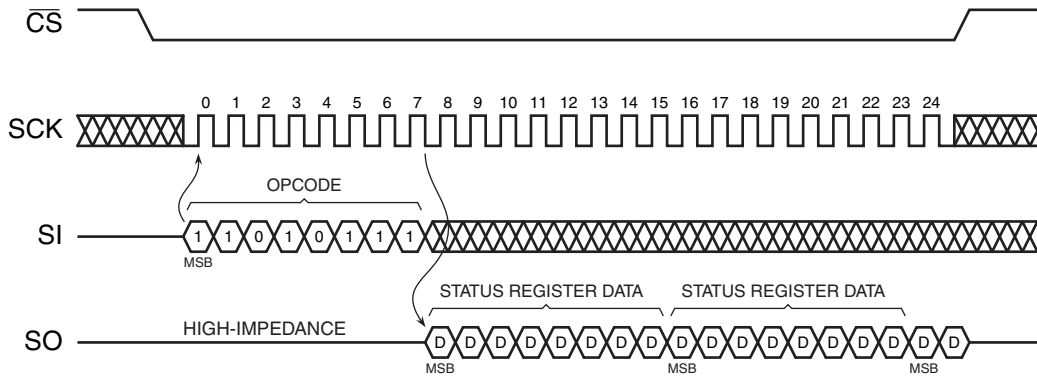 CS
SCK 0 1 2 3 4 5 6 7 8 9 10 11 12 13 14 15 16 17 18 19 20 21 22 23 24
OPCODE
SI 1 1 0 1 0 1 1 1
MSB
STATUS REGISTER DATA STATUS REGISTER DATA
SO HIGH-IMPEDANCE D D D D D D D D D D D D D D D D D D
MSB MSB MSB